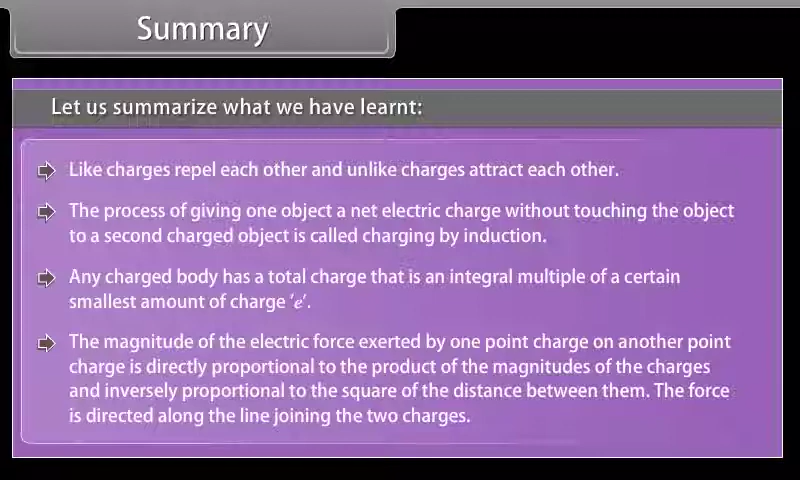 Summary
Let us summarize what we have learnt:
Like charges repel each other and unlike charges attract each other.
The process of giving one object a net electric charge without touching the object
to a second charged object is called charging by induction.
Any charged body has a total charge that is an integral multiple of a certain
smallest amount of charge 'e'.
The magnitude of the electric force exerted by one point charge on another point
charge is directly proportional to the product of the magnitudes of the charges
and inversely proportional to the square of the distance between them. The force
is directed along the line joining the two charges.